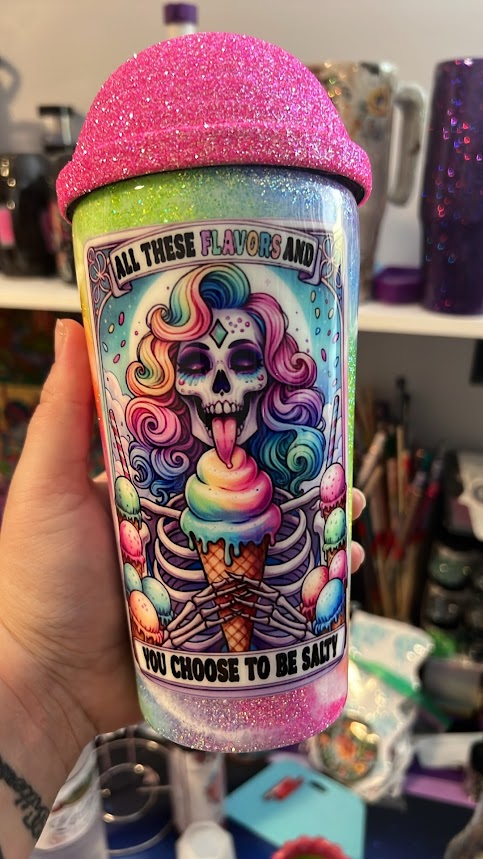 ALL THESE FLAVORS AND
YOU CHOOSE TO BE SALTY